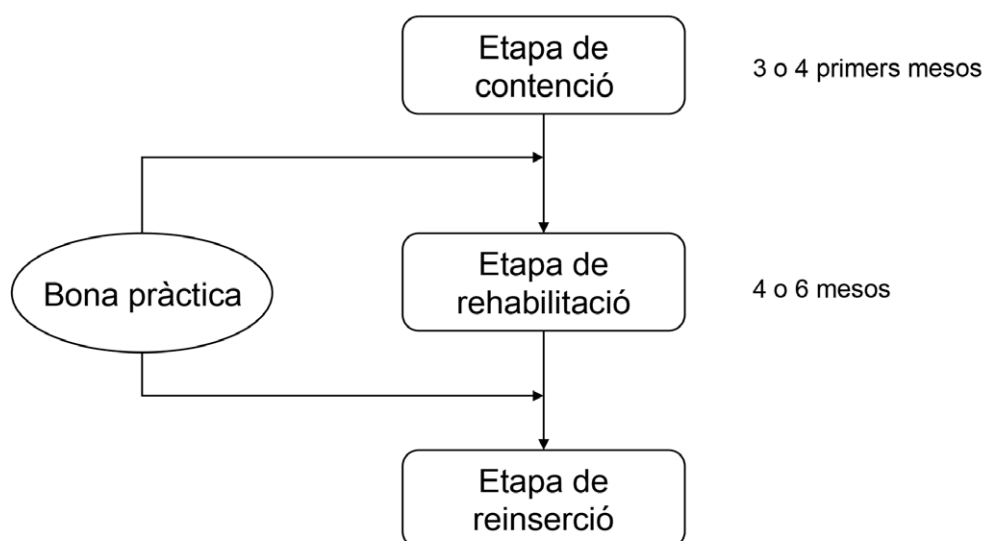 Etapa de
contenció
3 o 4 primers mesos
Bona pràctica
Etapa de
rehabilitació
4 o 6 mesos
Etapa de
reinserció